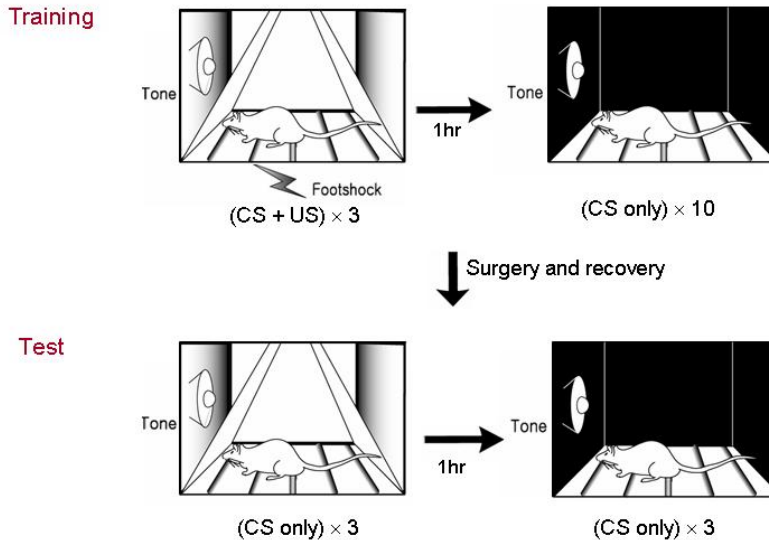 Training
Tone
Footshock
(CS + US) × 3
1hr
Tone
(CS only) × 10
Surgery and recovery
Test
Tone
(CS only) × 3
1hr
Tone
(CS only) × 3